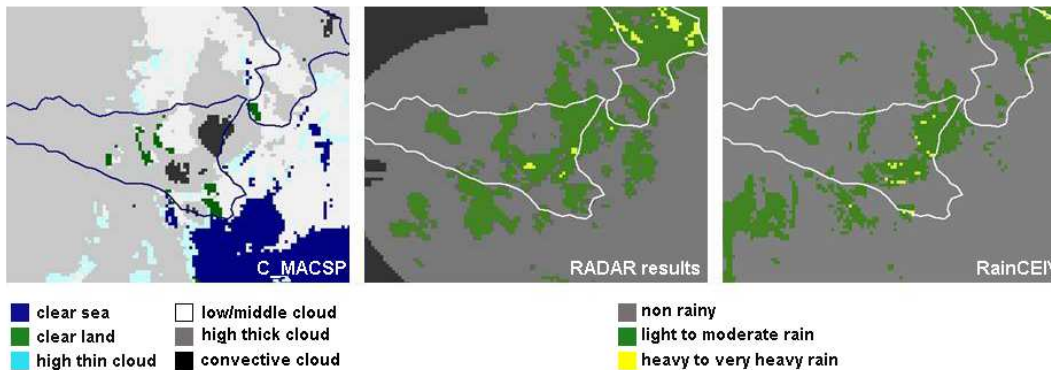 C_MACSP
RADAR results
RainCEIV
clear sea
clear land
high thin cloud
low/middle cloud
high thick cloud
convective cloud
non rainy
light to moderate rain
heavy to very heavy rain